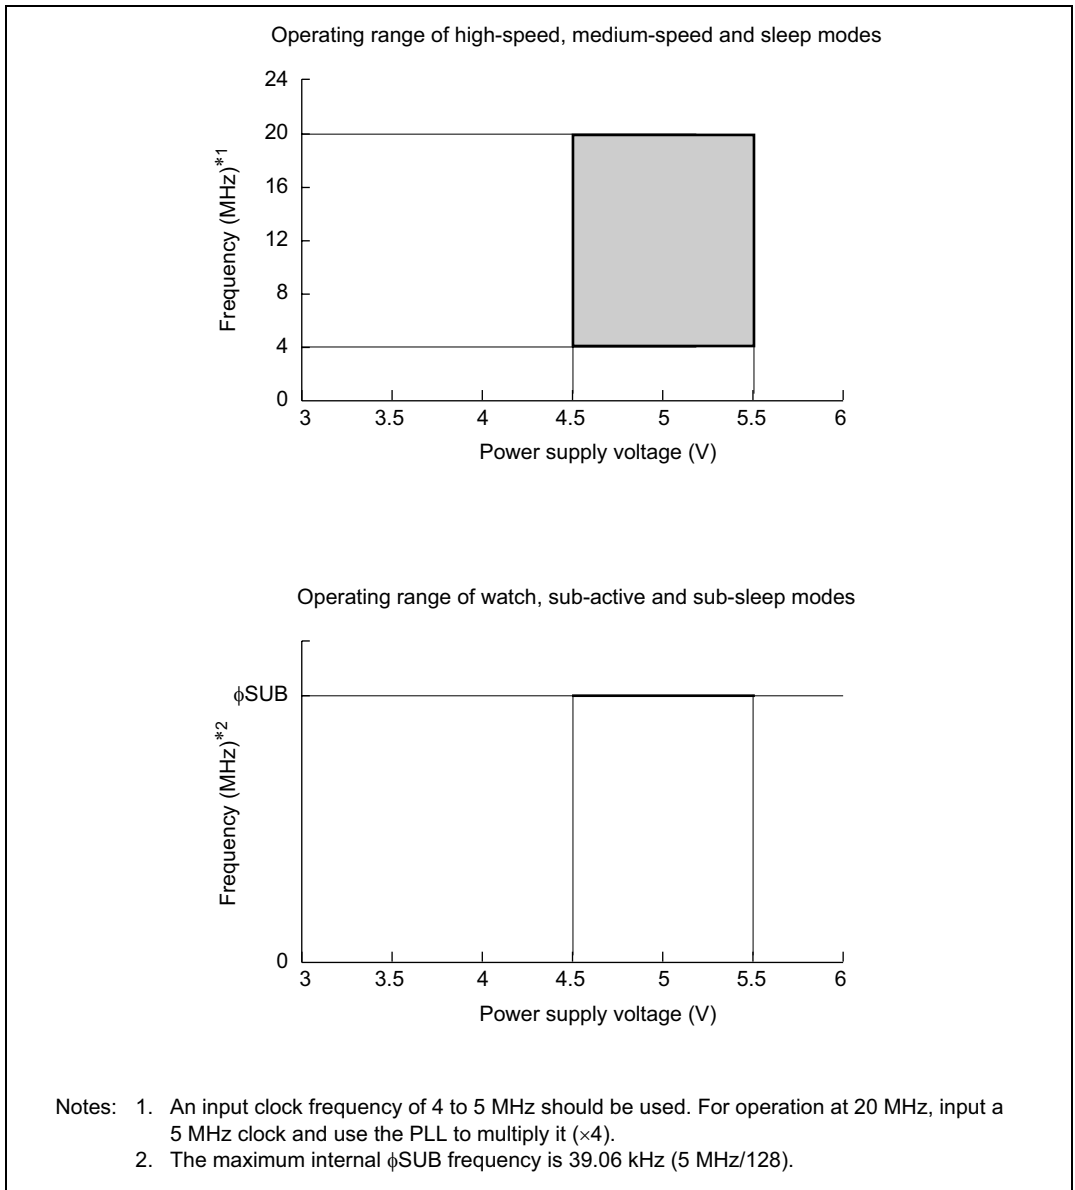 Operating range of high-speed, medium-speed and sleep modes
24
20
16
12
8
4
0
Frequency (MHz)*1
3 3.5 4 4.5 5 5.5 6
Power supply voltage (V)
Operating range of watch, sub-active and sub-sleep modes
ϕSUB
0
Frequency (MHz)*2
3 3.5 4 4.5 5 5.5 6
Power supply voltage (V)
Notes: 1. An input clock frequency of 4 to 5 MHz should be used. For operation at 20 MHz, input a
5 MHz clock and use the PLL to multiply it (×4).
2. The maximum internal ϕSUB frequency is 39.06 kHz (5 MHz/128).